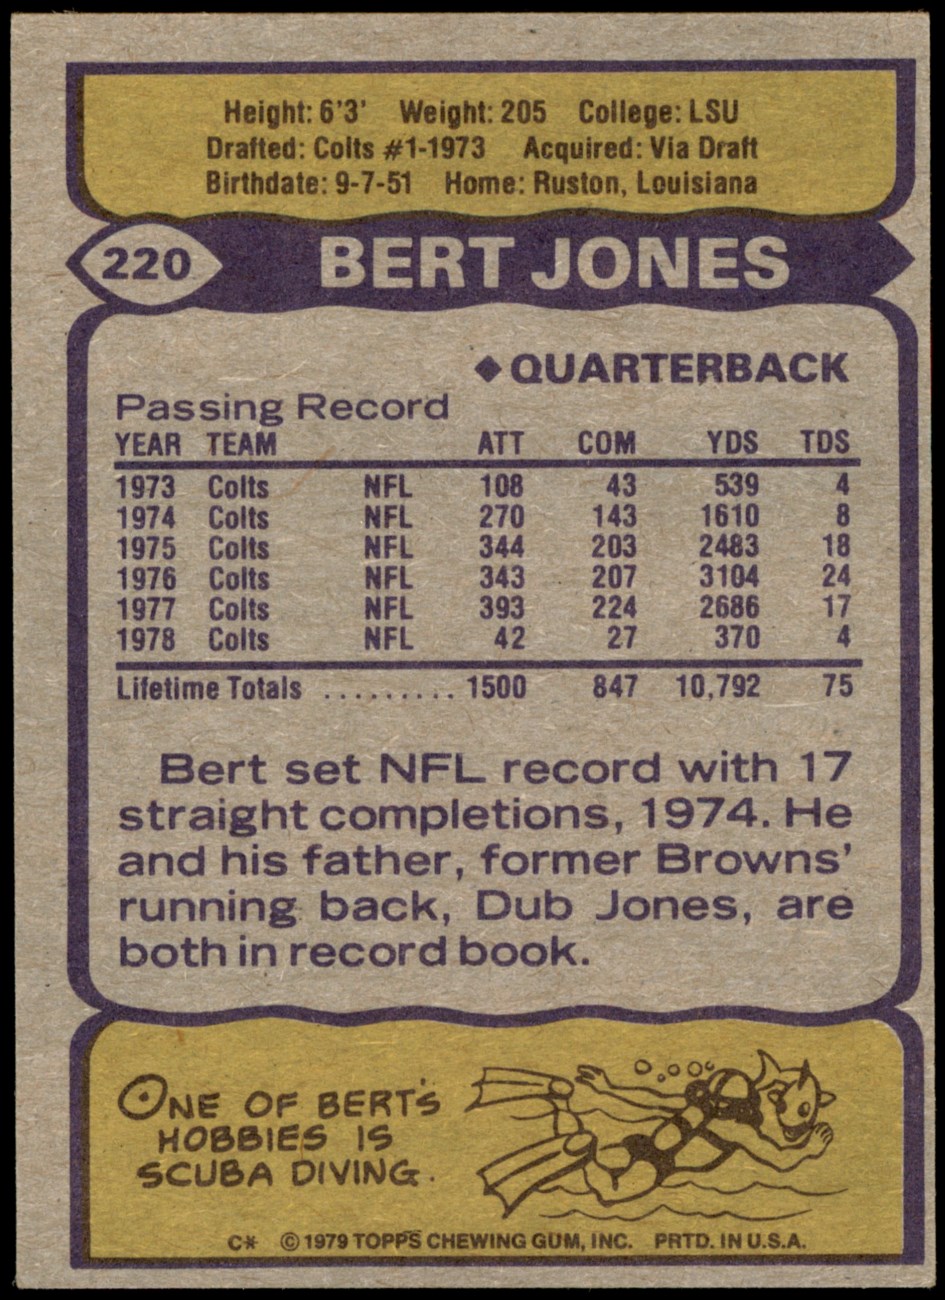 Height: 6'3' Weight: 205 College: LSU
Drafted: Colts #1-1973 Acquired: Via Draft
Birthdate: 9-7-51 Home: Ruston, Louisiana
220 BERT JONES
◆ QUARTERBACK
Passing Record
YEAR TEAM ATT COM YDS TDS
1973 Colts NFL 108 43 539 4
1974 Colts NFL 270 143 1610 8
1975 Colts NFL 344 203 2483 18
1976 Colts NFL 343 207 3104 24
1977 Colts NFL 393 224 2686 17
1978 Colts NFL 42 27 370 4
Lifetime Totals ......... 1500 847 10,792 75
Bert set NFL record with 17
straight completions, 1974. He
and his father, former Browns'
running back, Dub Jones, are
both in record book.
ONE OF BERT'S
HOBBIES IS
SCUBA DIVING.
C* © 1979 TOPPS CHEWING GUM, INC. PRTD. IN U.S.A.